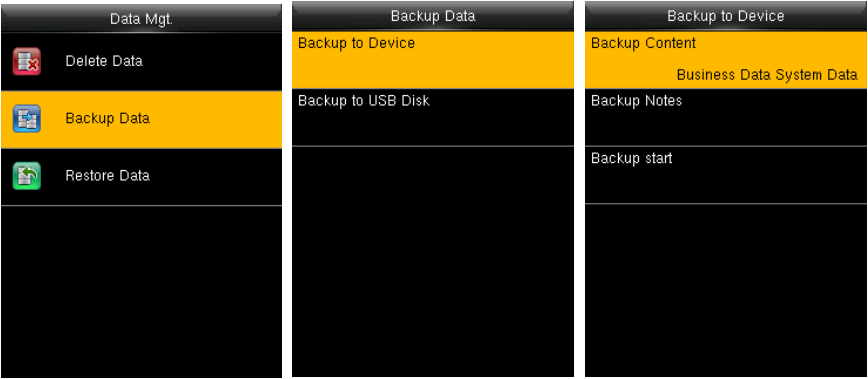 Data Mgt.
Delete Data
Backup Data
Restore Data
Backup Data
Backup to Device
Backup to USB Disk
Backup to Device
Backup Content
Business Data System Data
Backup Notes
Backup start